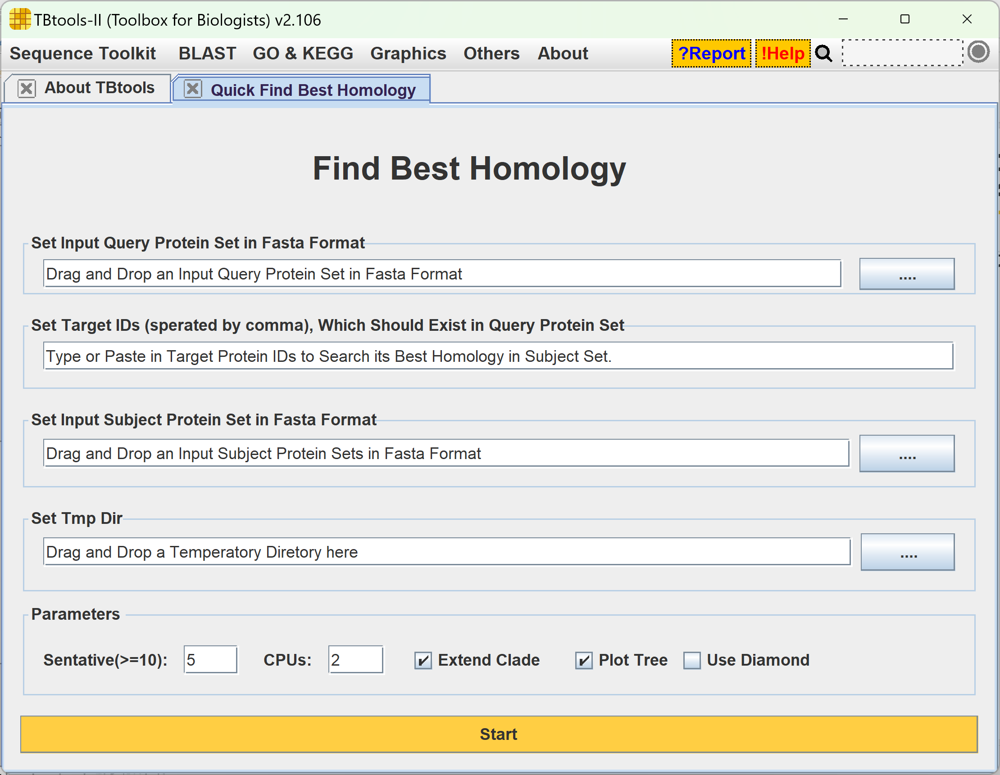 TBtools-II (Toolbox for Biologists) v2.106
Sequence Toolkit BLAST GO & KEGG Graphics Others About ?Report !Help
About TBtools Quick Find Best Homology
Find Best Homology
Set Input Query Protein Set in Fasta Format
Drag and Drop an Input Query Protein Set in Fasta Format ....
Set Target IDs (sperated by comma), Which Should Exist in Query Protein Set
Type or Paste in Target Protein IDs to Search its Best Homology in Subject Set.
Set Input Subject Protein Set in Fasta Format
Drag and Drop an Input Subject Protein Sets in Fasta Format ....
Set Tmp Dir
Drag and Drop a Temperatory Diretory here ....
Parameters
Sentative(>=10): 5 CPUs: 2 Extend Clade Plot Tree Use Diamond
Start